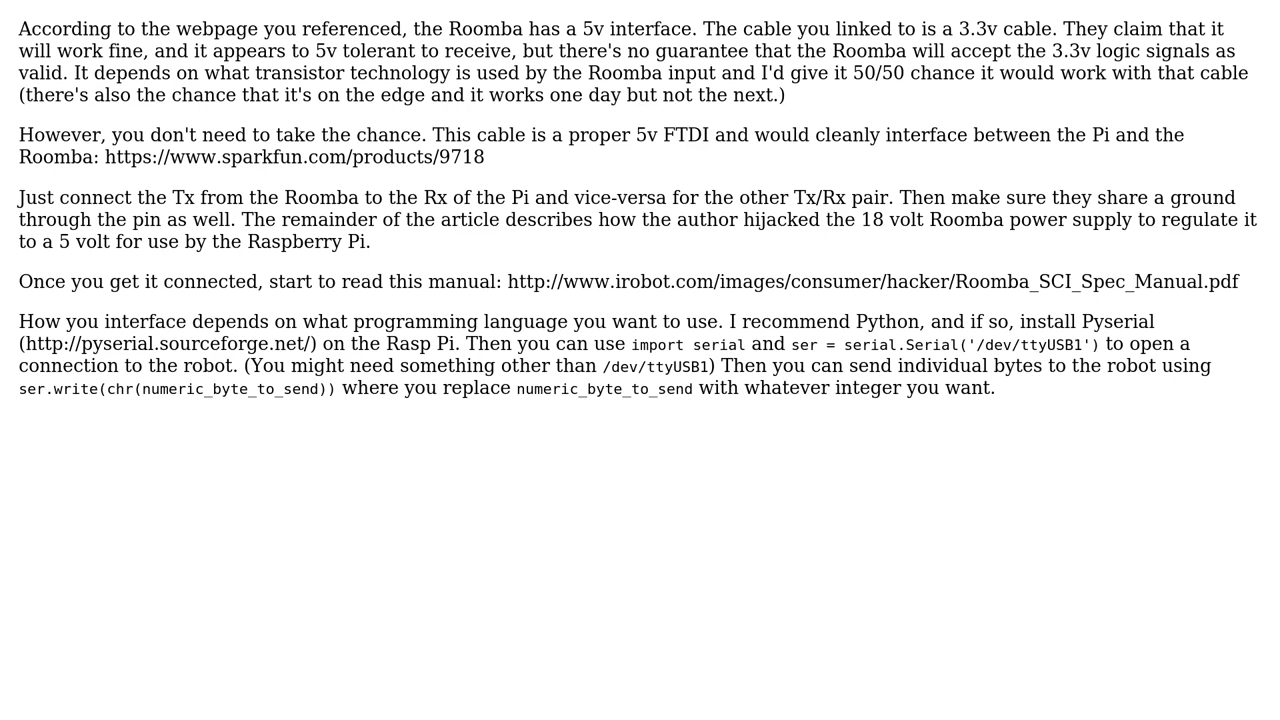 According to the webpage you referenced, the Roomba has a 5v interface. The cable you linked to is a 3.3v cable. They claim that it
will work fine, and it appears to 5v tolerant to receive, but there's no guarantee that the Roomba will accept the 3.3v logic signals as
valid. It depends on what transistor technology is used by the Roomba input and I'd give it 50/50 chance it would work with that cable
(there's also the chance that it's on the edge and it works one day but not the next.)
However, you don't need to take the chance. This cable is a proper 5v FTDI and would cleanly interface between the Pi and the
Roomba: https://www.sparkfun.com/products/9718
Just connect the Tx from the Roomba to the Rx of the Pi and vice-versa for the other Tx/Rx pair. Then make sure they share a ground
through the pin as well. The remainder of the article describes how the author hijacked the 18 volt Roomba power supply to regulate it
to a 5 volt for use by the Raspberry Pi.
Once you get it connected, start to read this manual: http://www.irobot.com/images/consumer/hacker/Roomba_SCI_Spec_Manual.pdf
How you interface depends on what programming language you want to use. I recommend Python, and if so, install Pyserial
(http://pyserial.sourceforge.net/) on the Rasp Pi. Then you can use import serial and ser = serial.Serial('/dev/ttyUSB1') to open a
connection to the robot. (You might need something other than /dev/ttyUSB1) Then you can send individual bytes to the robot using
ser.write(chr(numeric_byte_to_send)) where you replace numeric_byte_to_send with whatever integer you want.